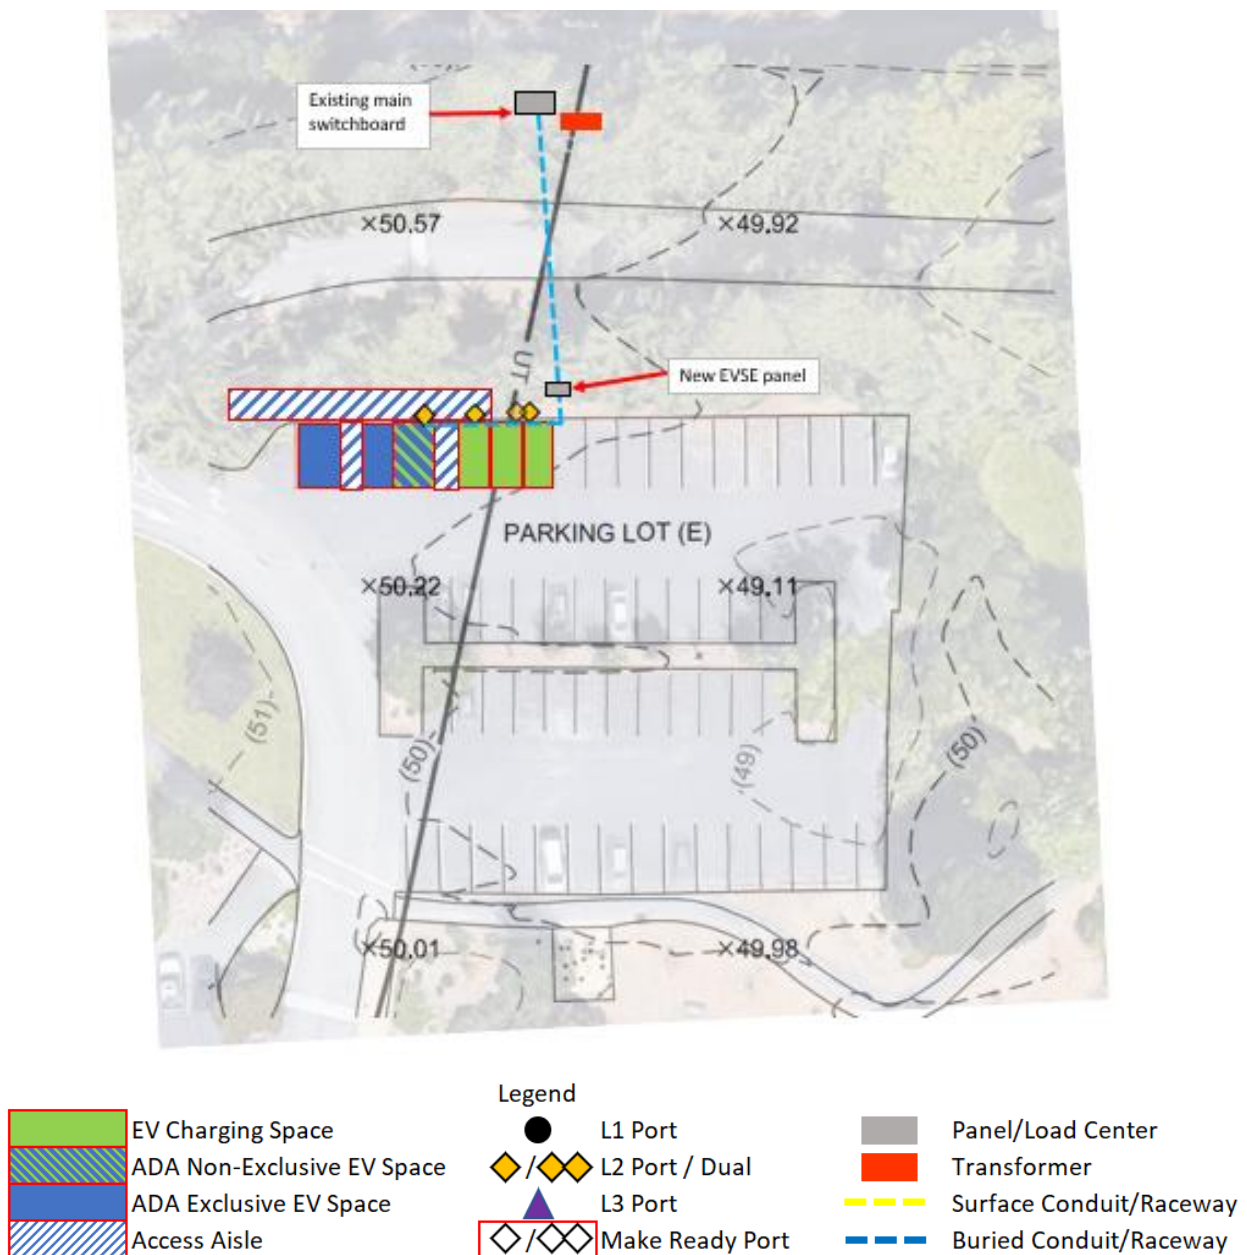 Existing main
switchboard
×50.57
×49.92
UT
New EVSE panel
PARKING LOT (E)
×50.22
×49.11
(51)
(50)
(49)
(50)
×50.01
×49.98
Legend
EV Charging Space
L1 Port
Panel/Load Center
ADA Non-Exclusive EV Space
/
L2 Port / Dual
Transformer
ADA Exclusive EV Space
L3 Port
Surface Conduit/Raceway
Access Aisle
/
Make Ready Port
Buried Conduit/Raceway